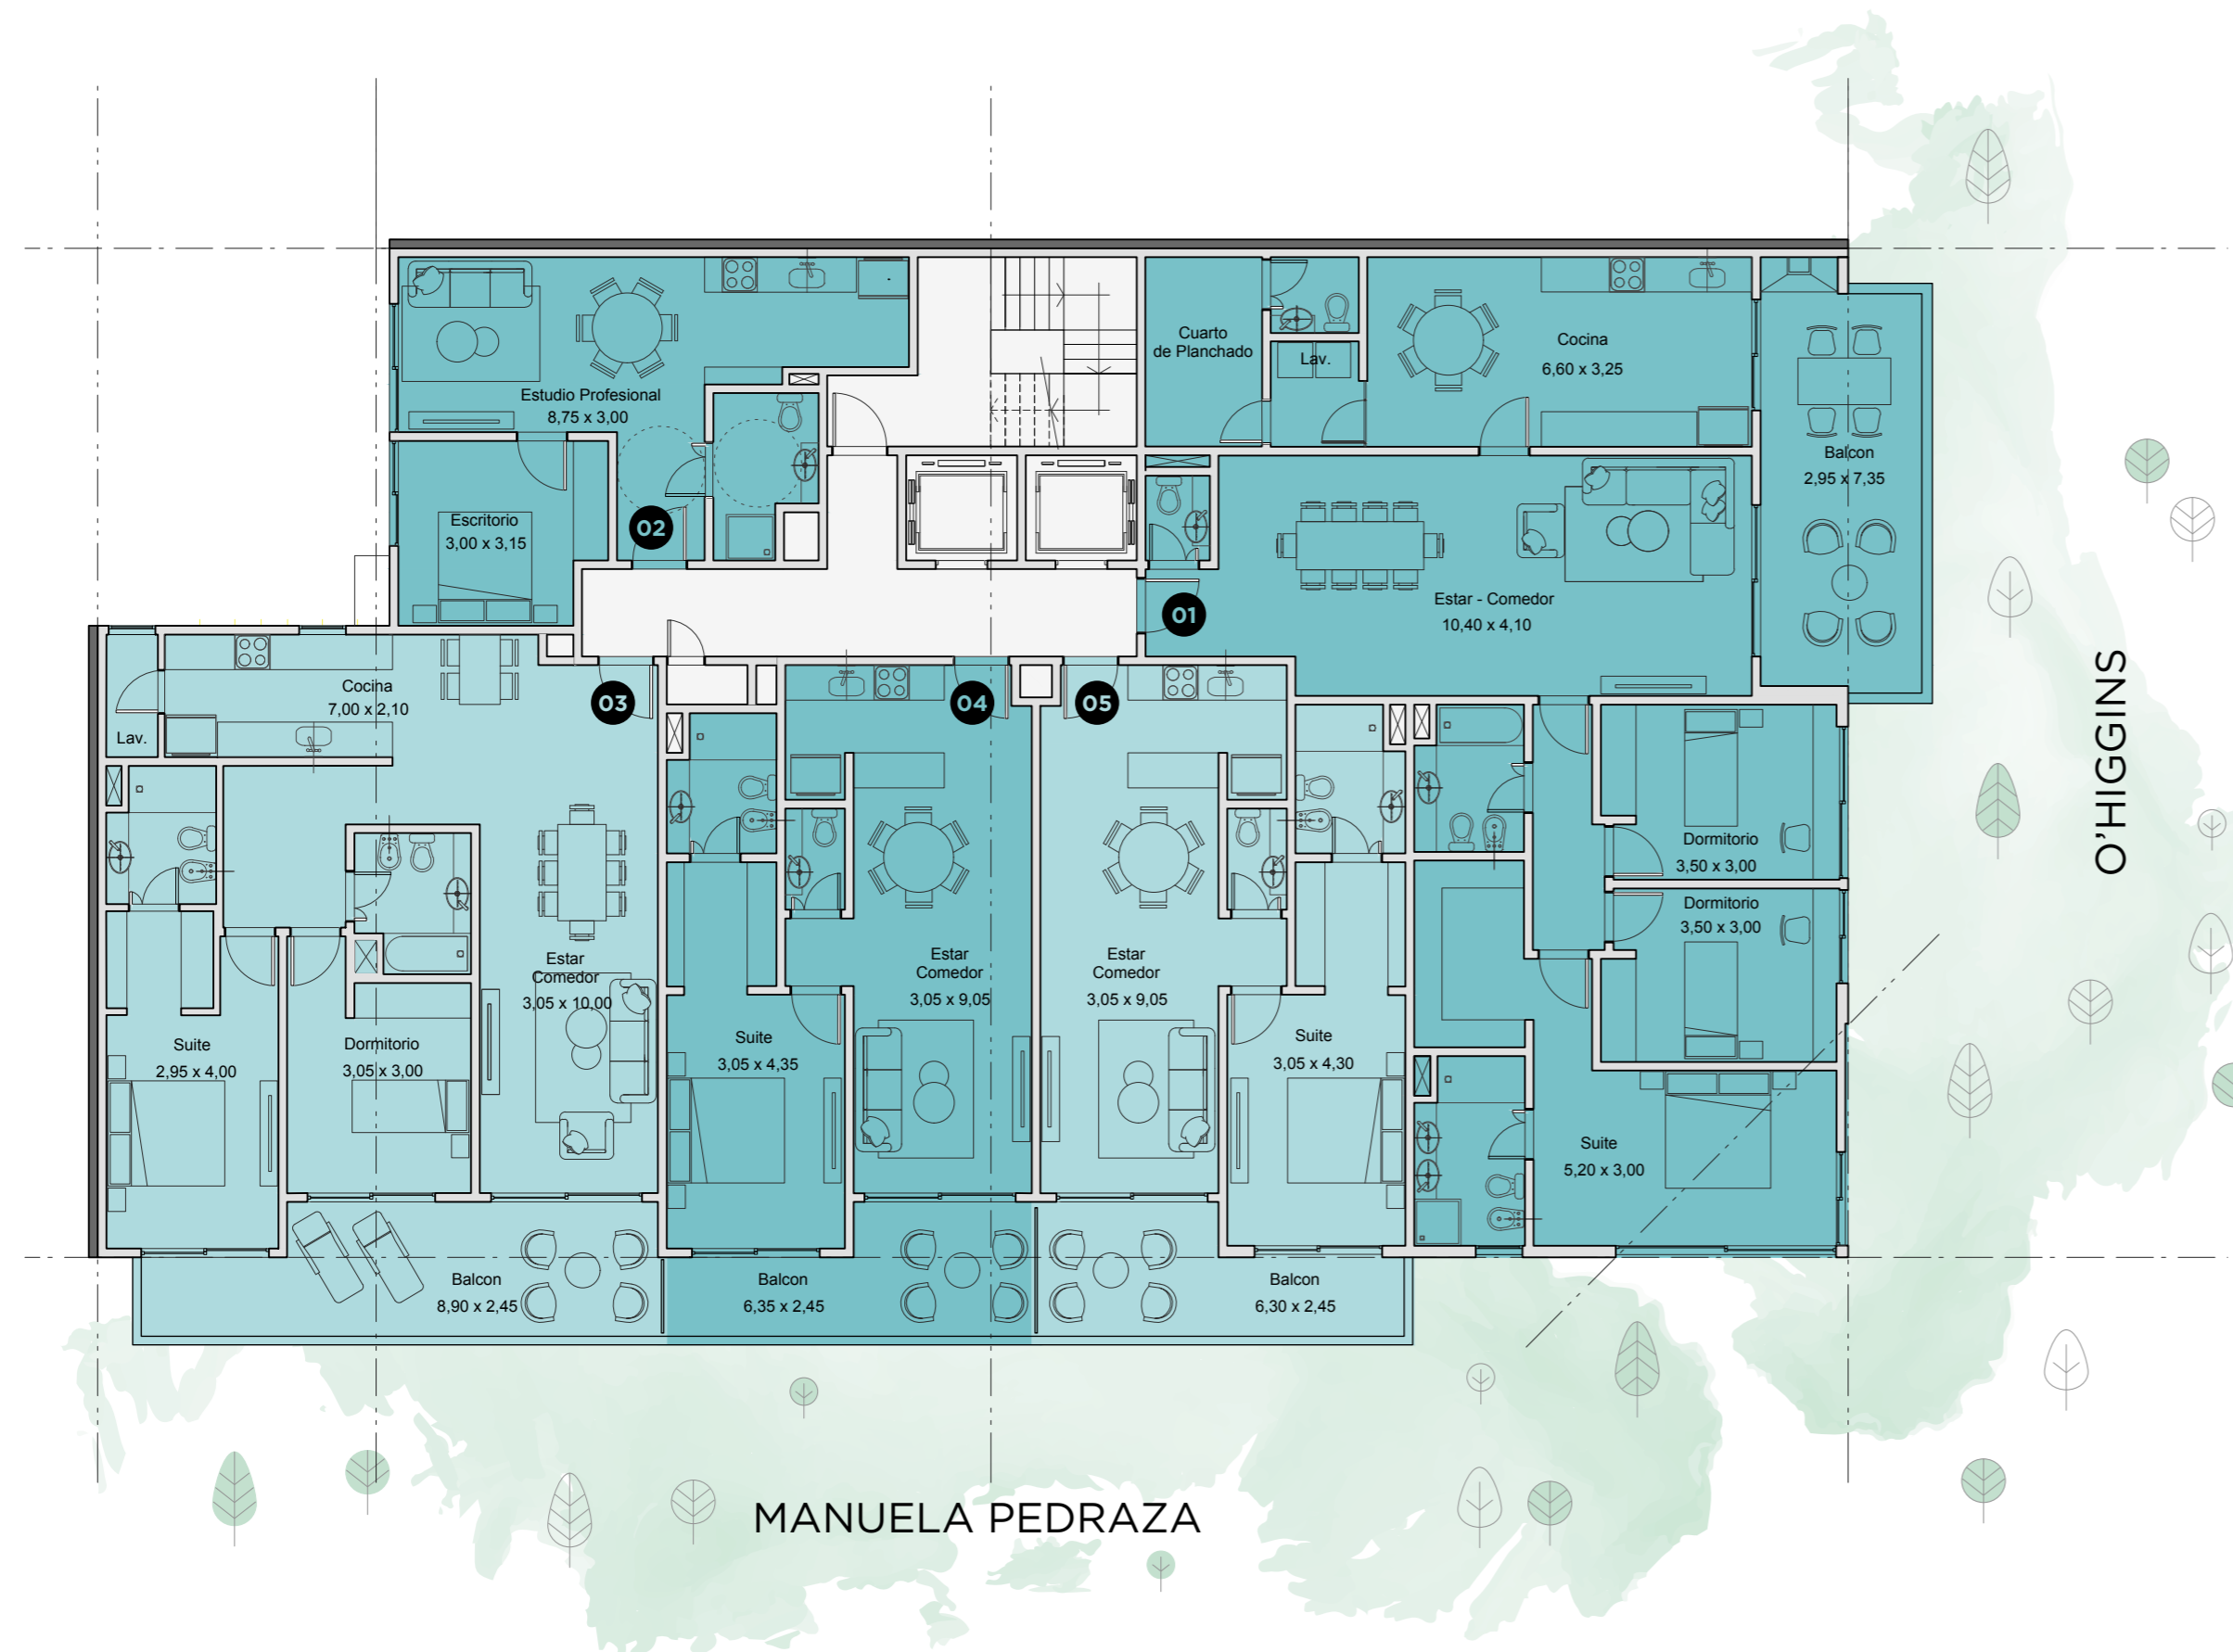 Estudio Profesional
8,75 x 3,00
Escritorio
3,00 x 3,15
02
Cuarto
de Planchado
Lav.
Cocina
6,60 x 3,25
Balcon
2,95 x 7,35
Estar - Comedor
10,40 x 4,10
01
Cocina
7,00 x 2,10
Lav.
03
04
05
Estar
Comedor
3,05 x 10,00
Suite
2,95 x 4,00
Dormitorio
3,05 x 3,00
Balcon
8,90 x 2,45
Suite
3,05 x 4,35
Estar
Comedor
3,05 x 9,05
Balcon
6,35 x 2,45
Estar
Comedor
3,05 x 9,05
Suite
3,05 x 4,30
Balcon
6,30 x 2,45
Dormitorio
3,50 x 3,00
Dormitorio
3,50 x 3,00
Suite
5,20 x 3,00
O'HIGGINS
MANUELA PEDRAZA